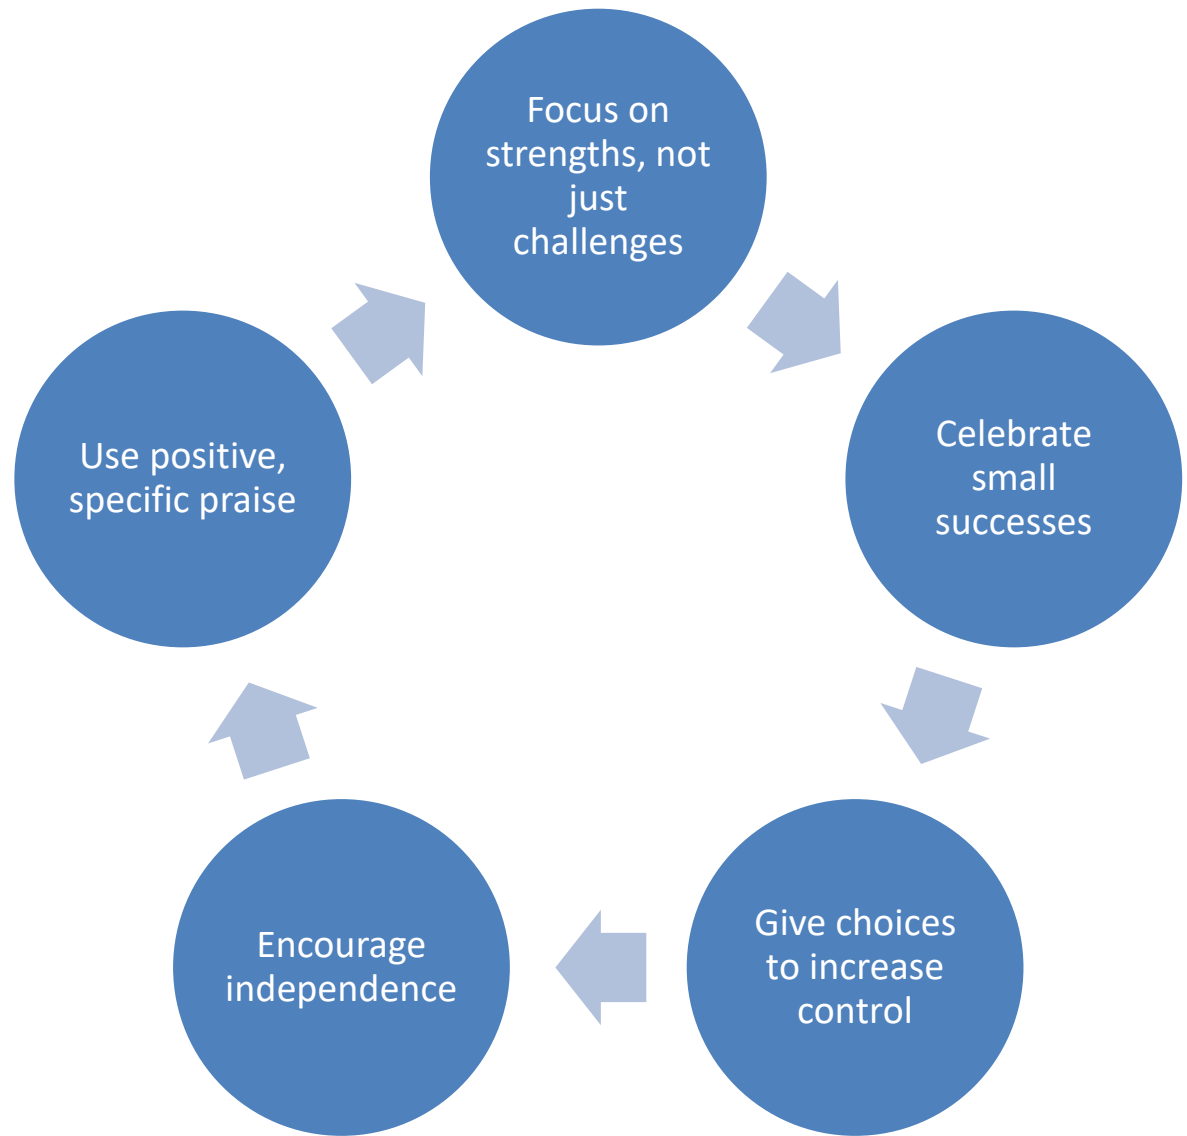 Focus on
strengths, not
just
challenges
Celebrate
small
successes
Give choices
to increase
control
Encourage
independence
Use positive,
specific praise